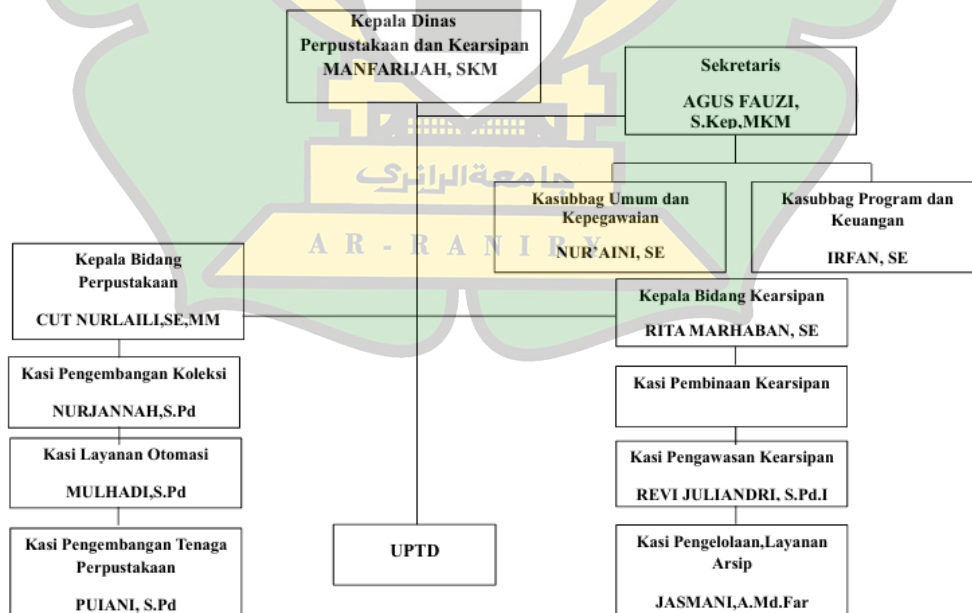 Kepala Dinas
Perpustakaan dan Kearsipan
MANFARIJAH, SKM
Sekretaris
AGUS FAUZI,
S.Kep,MKM
جامعةالرانري
Kasubbag Umum dan
Kepegawaian
NUR'AINI, SE
Kasubbag Program dan
Keuangan
IRFAN, SE
AR-RANIRY
Kepala Bidang
Perpustakaan
CUT NURLAILI,SE,MM
Kepala Bidang Kearsipan
RITA MARHABAN, SE
Kasi Pengembangan Koleksi
NURJANNAH,S.Pd
Kasi Pembinaan Kearsipan
Kasi Layanan Otomasi
MULHADI,S.Pd
Kasi Pengawasan Kearsipan
REVI JULIANDRI, S.Pd.I
Kasi Pengembangan Tenaga
Perpustakaan
PUIANI, S.Pd
UPTD
Kasi Pengelolaan,Layanan
Arsip
JASMANI,A.Md.Far